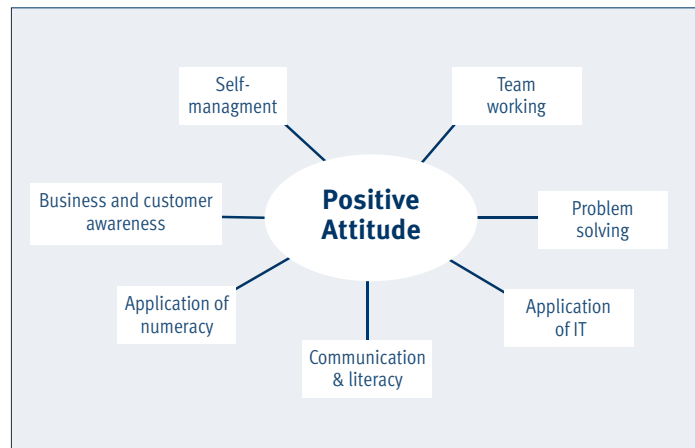 Self-
managment
Team
working
Business and customer
awareness
Positive
Attitude
Problem
solving
Application of
numeracy
Application
of IT
Communication
& literacy